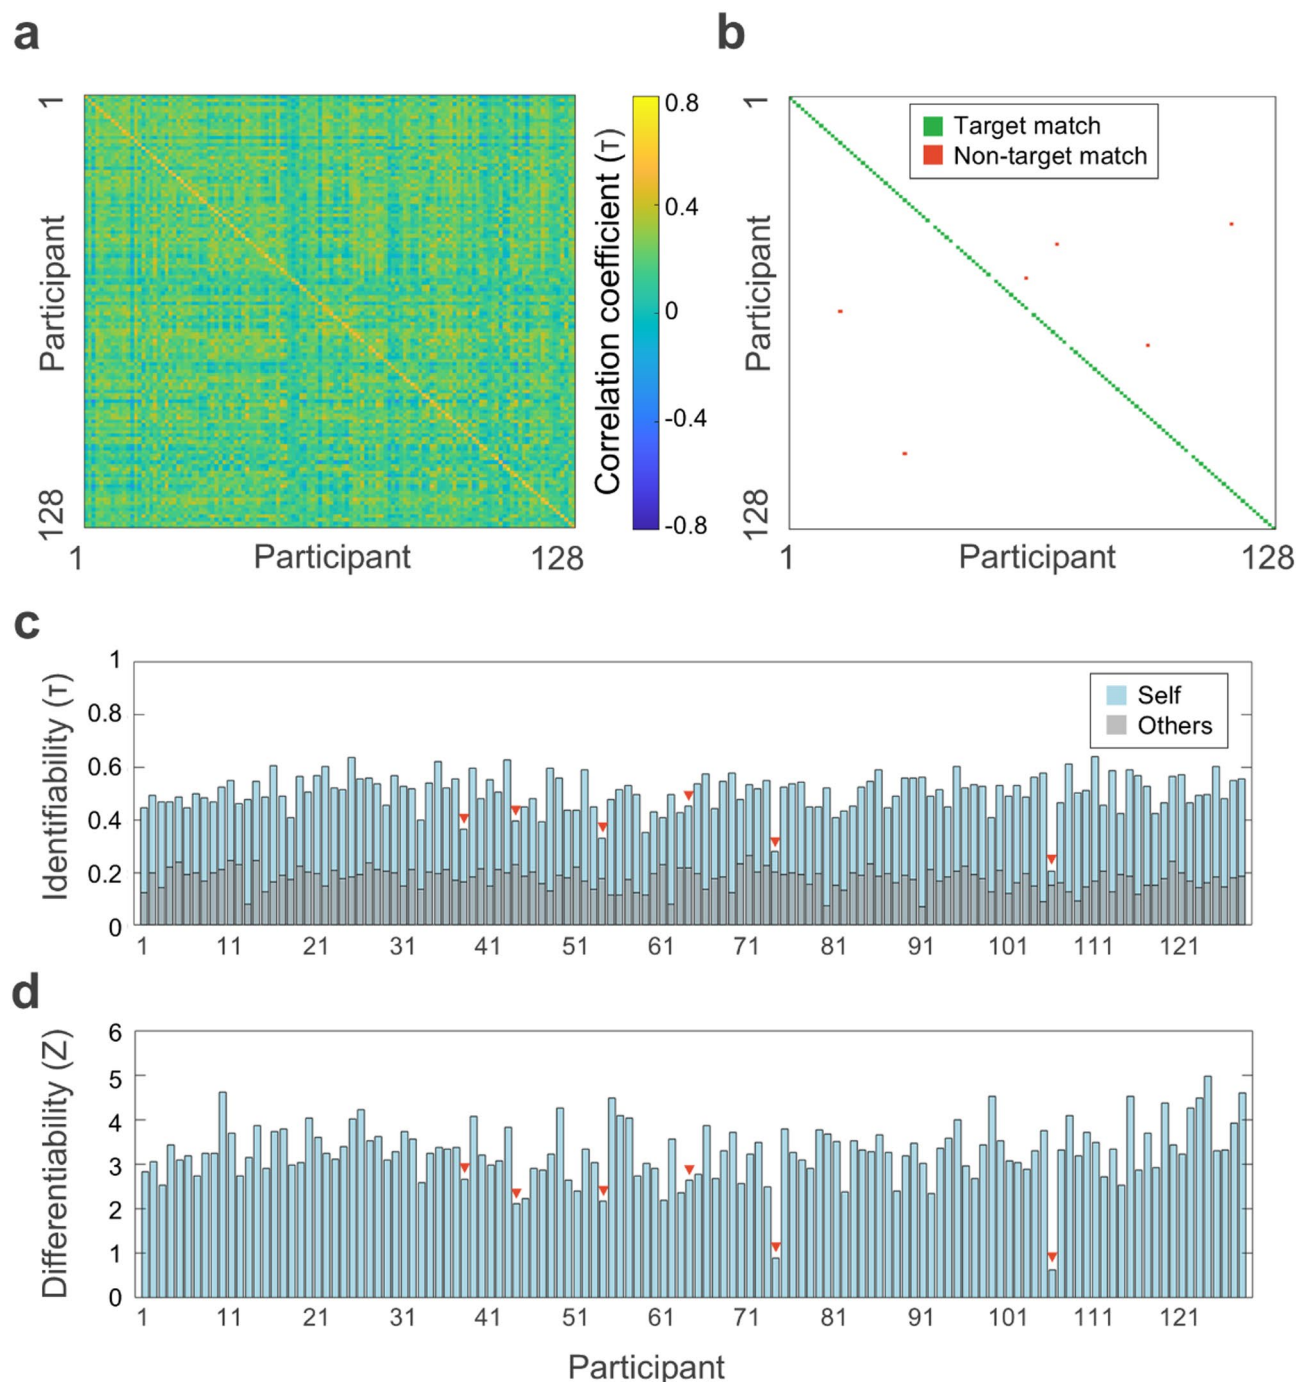 a
1
Participant
128
1
Participant
128
0.8
0.4
0
-0.4
-0.8
Correlation coefficient (τ)
b
1
Participant
128
Target match
Non-target match
1
Participant
128
c
Identifiability (τ)
1
0.8
0.6
0.4
0.2
0
Self
Others
1 11 21 31 41 51 61 71 81 91 101 111 121
d
Differentiability (Z)
6
5
4
3
2
1
0
1 11 21 31 41 51 61 71 81 91 101 111 121
Participant